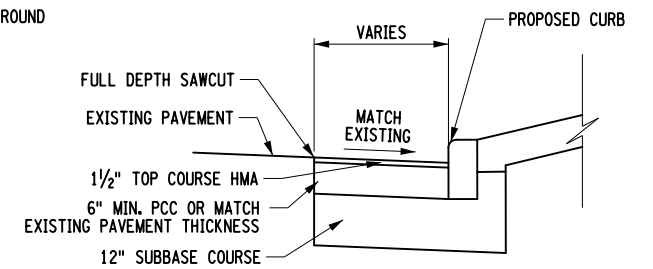 ROUND
PROPOSED CURB
VARIES
FULL DEPTH SAWCUT
EXISTING PAVEMENT
MATCH
EXISTING
1½" TOP COURSE HMA
6" MIN. PCC OR MATCH
EXISTING PAVEMENT THICKNESS
12" SUBBASE COURSE